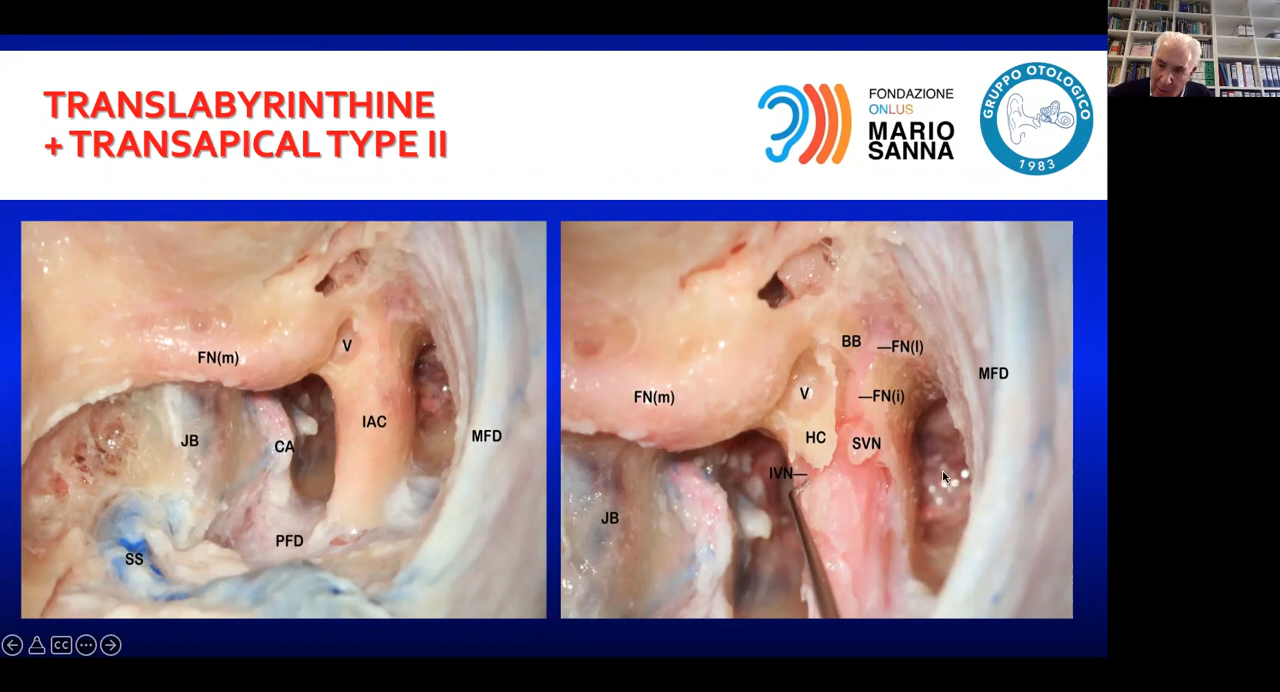 TRANSLABYRINTHINE
+ TRANSAPICAL TYPE II
FONDAZIONE
ONLUS
MARIO
SANNA
GRUPPO OTOLOGICO
1983
FN(m)
V
IAC
JB
CA
MFD
PFD
SS
BB
FN(l)
MFD
V
FN(i)
FN(m)
HC
SVN
IVN
JB
CC